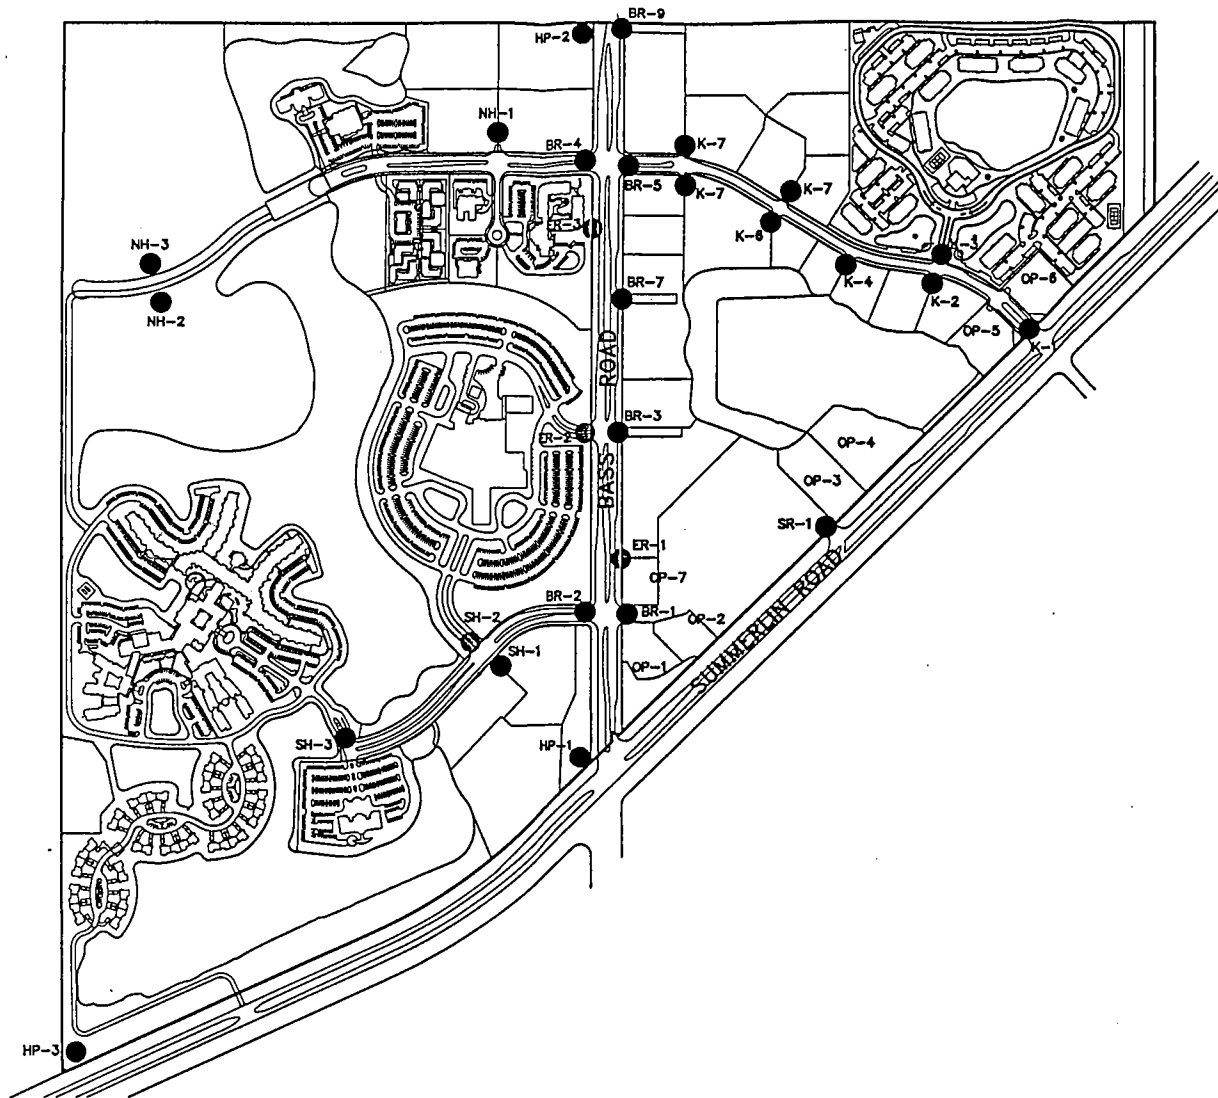 BR-9
HP-2
NH-1
BR-4
K-7
BR-5
K-7
K-7
K-6
NH-3
K-4
OP-6
K-2
NH-2
BR-7
OP-5
BASS ROAD
BR-3
ER-2
OP-4
OP-3
SR-1
ER-1
OP-7
BR-2
BR-1
SH-2
OP-2
SH-1
OP-1
SUMMERLIN ROAD
SH-3
HP-1
HP-3